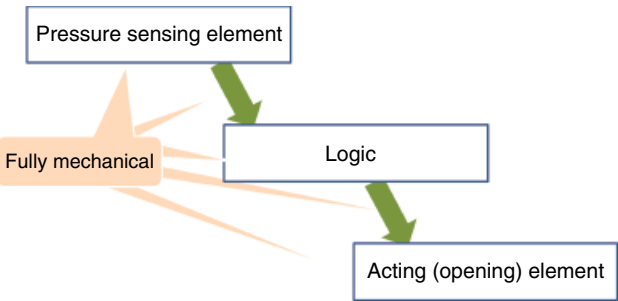 Pressure sensing element
Logic
Fully mechanical
Acting (opening) element